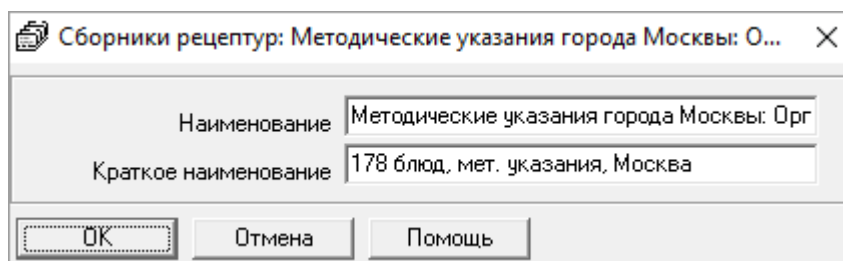 Сборники рецептур: Методические указания города Москвы: О...
Наименование Методические указания города Москвы: Орг
Краткое наименование 178 блюд, мет. указания, Москва
OK Отмена Помощь